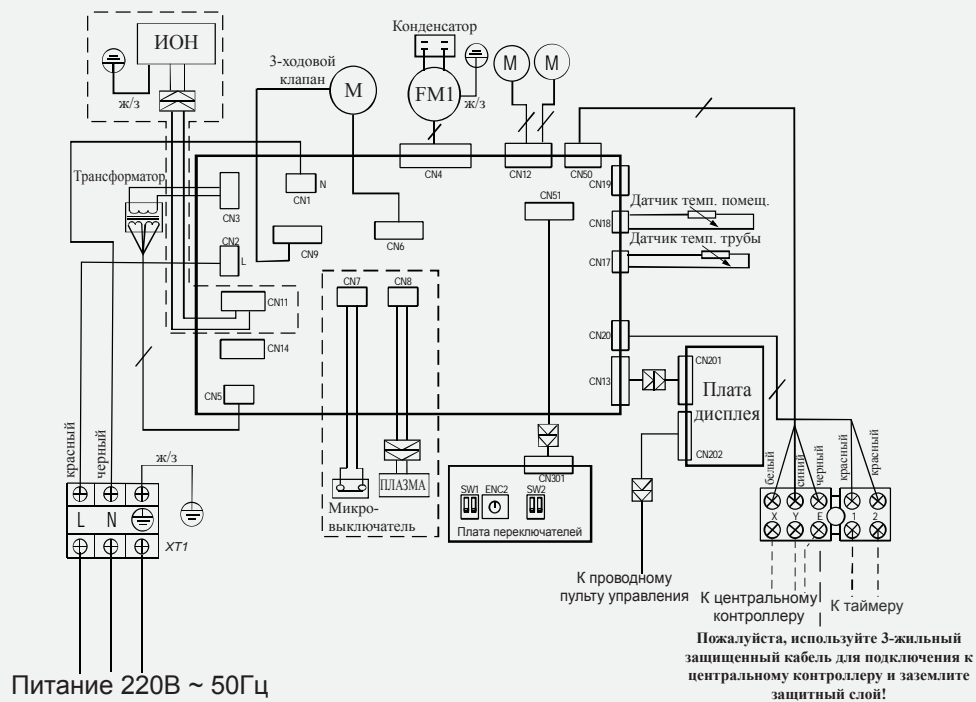 ИОН
ж/з
3-ходовой
клапан
M
Конденсатор
FM1
ж/з
M
M
CN4
CN12
CN50
CN19
Трансформатор
CN3
CN1
N
CN6
CN9
CN51
CN18
Датчик темп. помещ.
Датчик темп. трубы
CN17
CN2
L
CN11
CN7
CN8
CN14
CN5
CN20
CN13
CN201
Плата
дисплея
CN202
красный
черный
ж/з
L
N
XT1
ПЛАЗМА
Микро-
выключатель
CN301
SW1
ENC2
SW2
Плата переключателей
белый
синий
черный
красный
красный
X
Y
E
1
2
К проводному
пульту управления
К центральному
контроллеру
К таймеру
Пожалуйста, используйте 3-жильный
защищенный кабель для подключения к
центральному контроллеру и заземлите
защитный слой!
Питание 220В ~ 50Гц